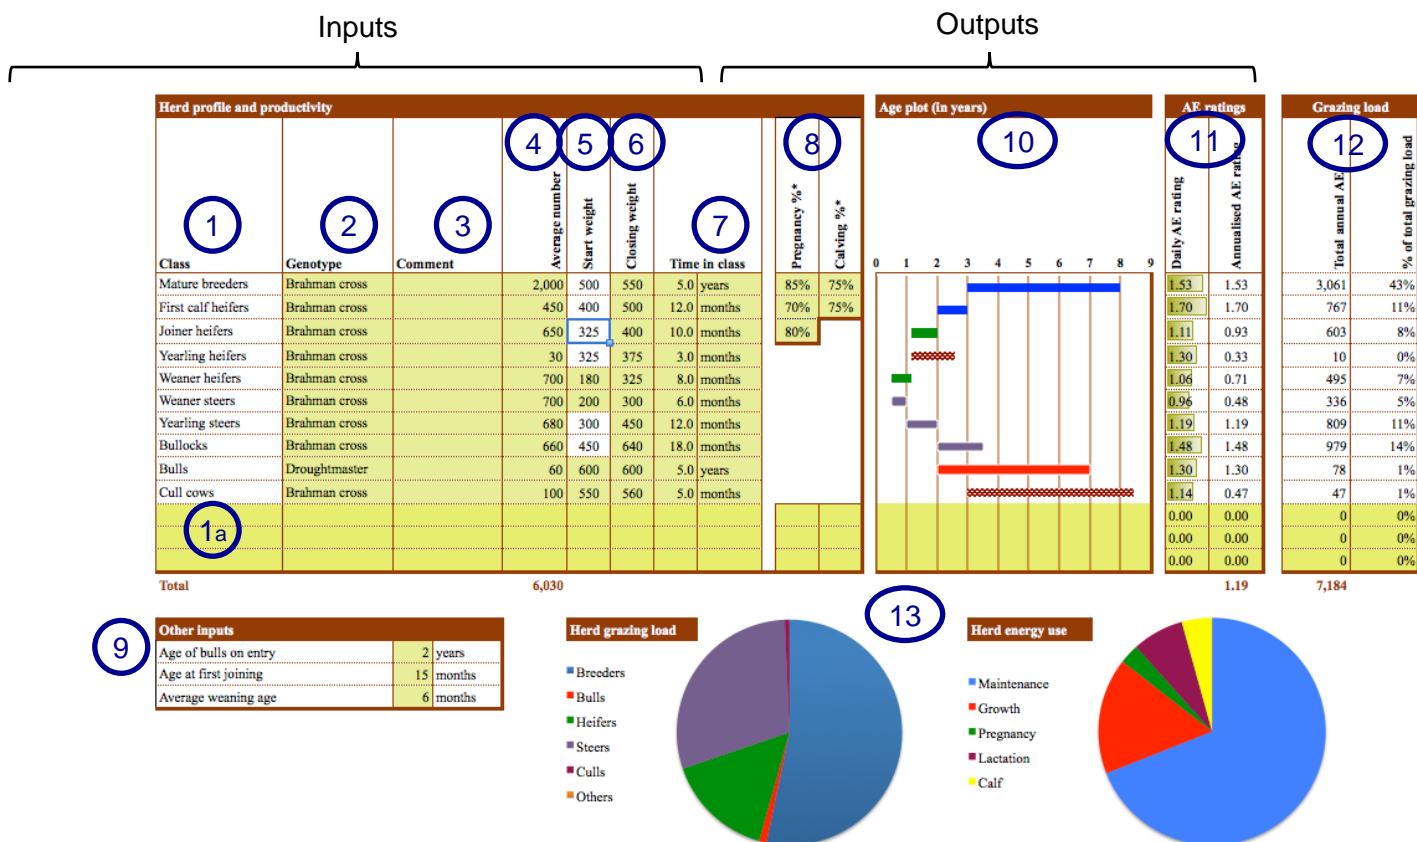 Inputs
Outputs
Herd profile and productivity
Age plot (in years)
AE ratings
Grazing load
4 5 6 8 10 11 12
1 2 3 7
Class Genotype Comment Average number Start weight Closing weight Time in class Pregnancy %* Calving %* 0 1 2 3 4 5 6 7 8 9 Daily AE rating Annualised AE rating Total annual AE % of total grazing load
Mature breeders Brahman cross 2,000 500 550 5.0 years 85% 75% 1.53 1.53 3,061 43%
First calf heifers Brahman cross 450 400 500 12.0 months 70% 75% 1.70 1.70 767 11%
Joiner heifers Brahman cross 650 325 400 10.0 months 80% 1.11 0.93 603 8%
Yearling heifers Brahman cross 30 325 375 3.0 months 1.30 0.33 10 0%
Weaner heifers Brahman cross 700 180 325 8.0 months 1.06 0.71 495 7%
Weaner steers Brahman cross 700 200 300 6.0 months 0.96 0.48 336 5%
Yearling steers Brahman cross 680 300 450 12.0 months 1.19 1.19 809 11%
Bullocks Brahman cross 660 450 640 18.0 months 1.48 1.48 979 14%
Bulls Droughtmaster 60 600 600 5.0 years 1.30 1.30 78 1%
Cull cows Brahman cross 100 550 560 5.0 months 1.14 0.47 47 1%
1a 0.00 0.00 0 0%
0.00 0.00 0 0%
0.00 0.00 0 0%
Total 6,030 1.19 7,184
9
Other inputs
Age of bulls on entry 2 years
Age at first joining 15 months
Average weaning age 6 months
13
Herd grazing load
Breeders
Bulls
Heifers
Steers
Culls
Others
Herd energy use
Maintenance
Growth
Pregnancy
Lactation
Calf